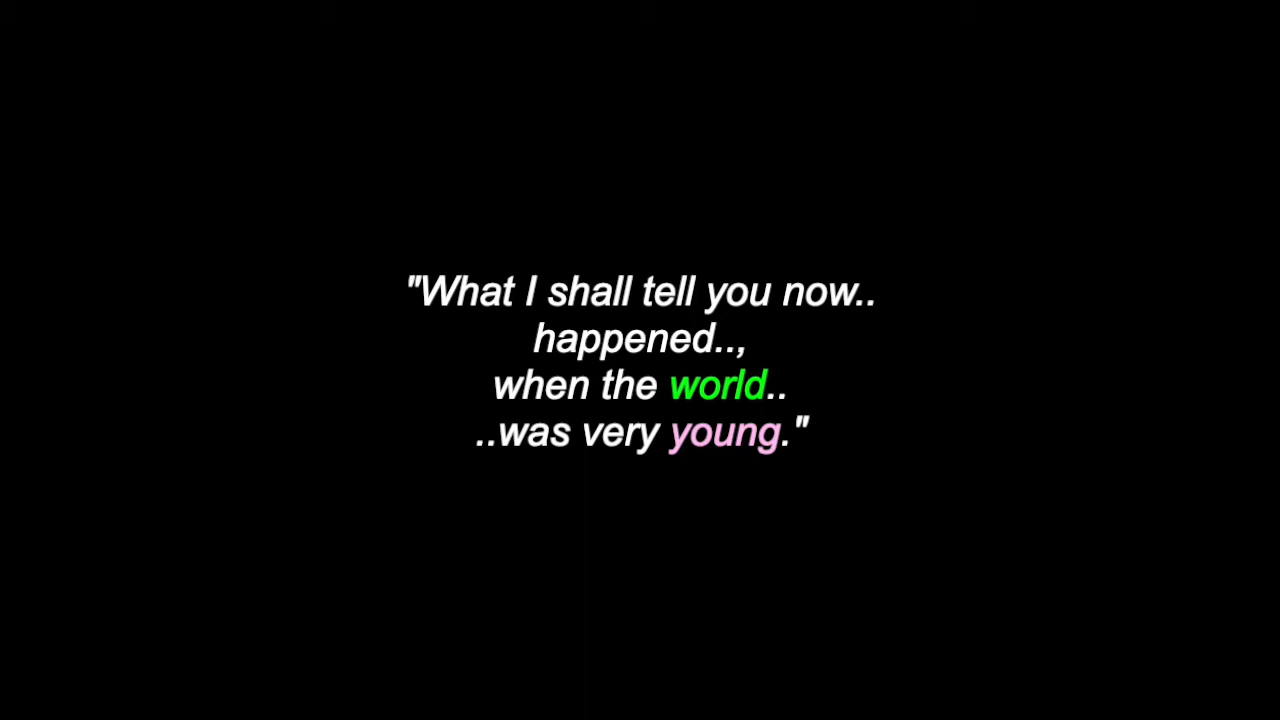 "What I shall tell you now..
happened..,
when the world..
..was very young."